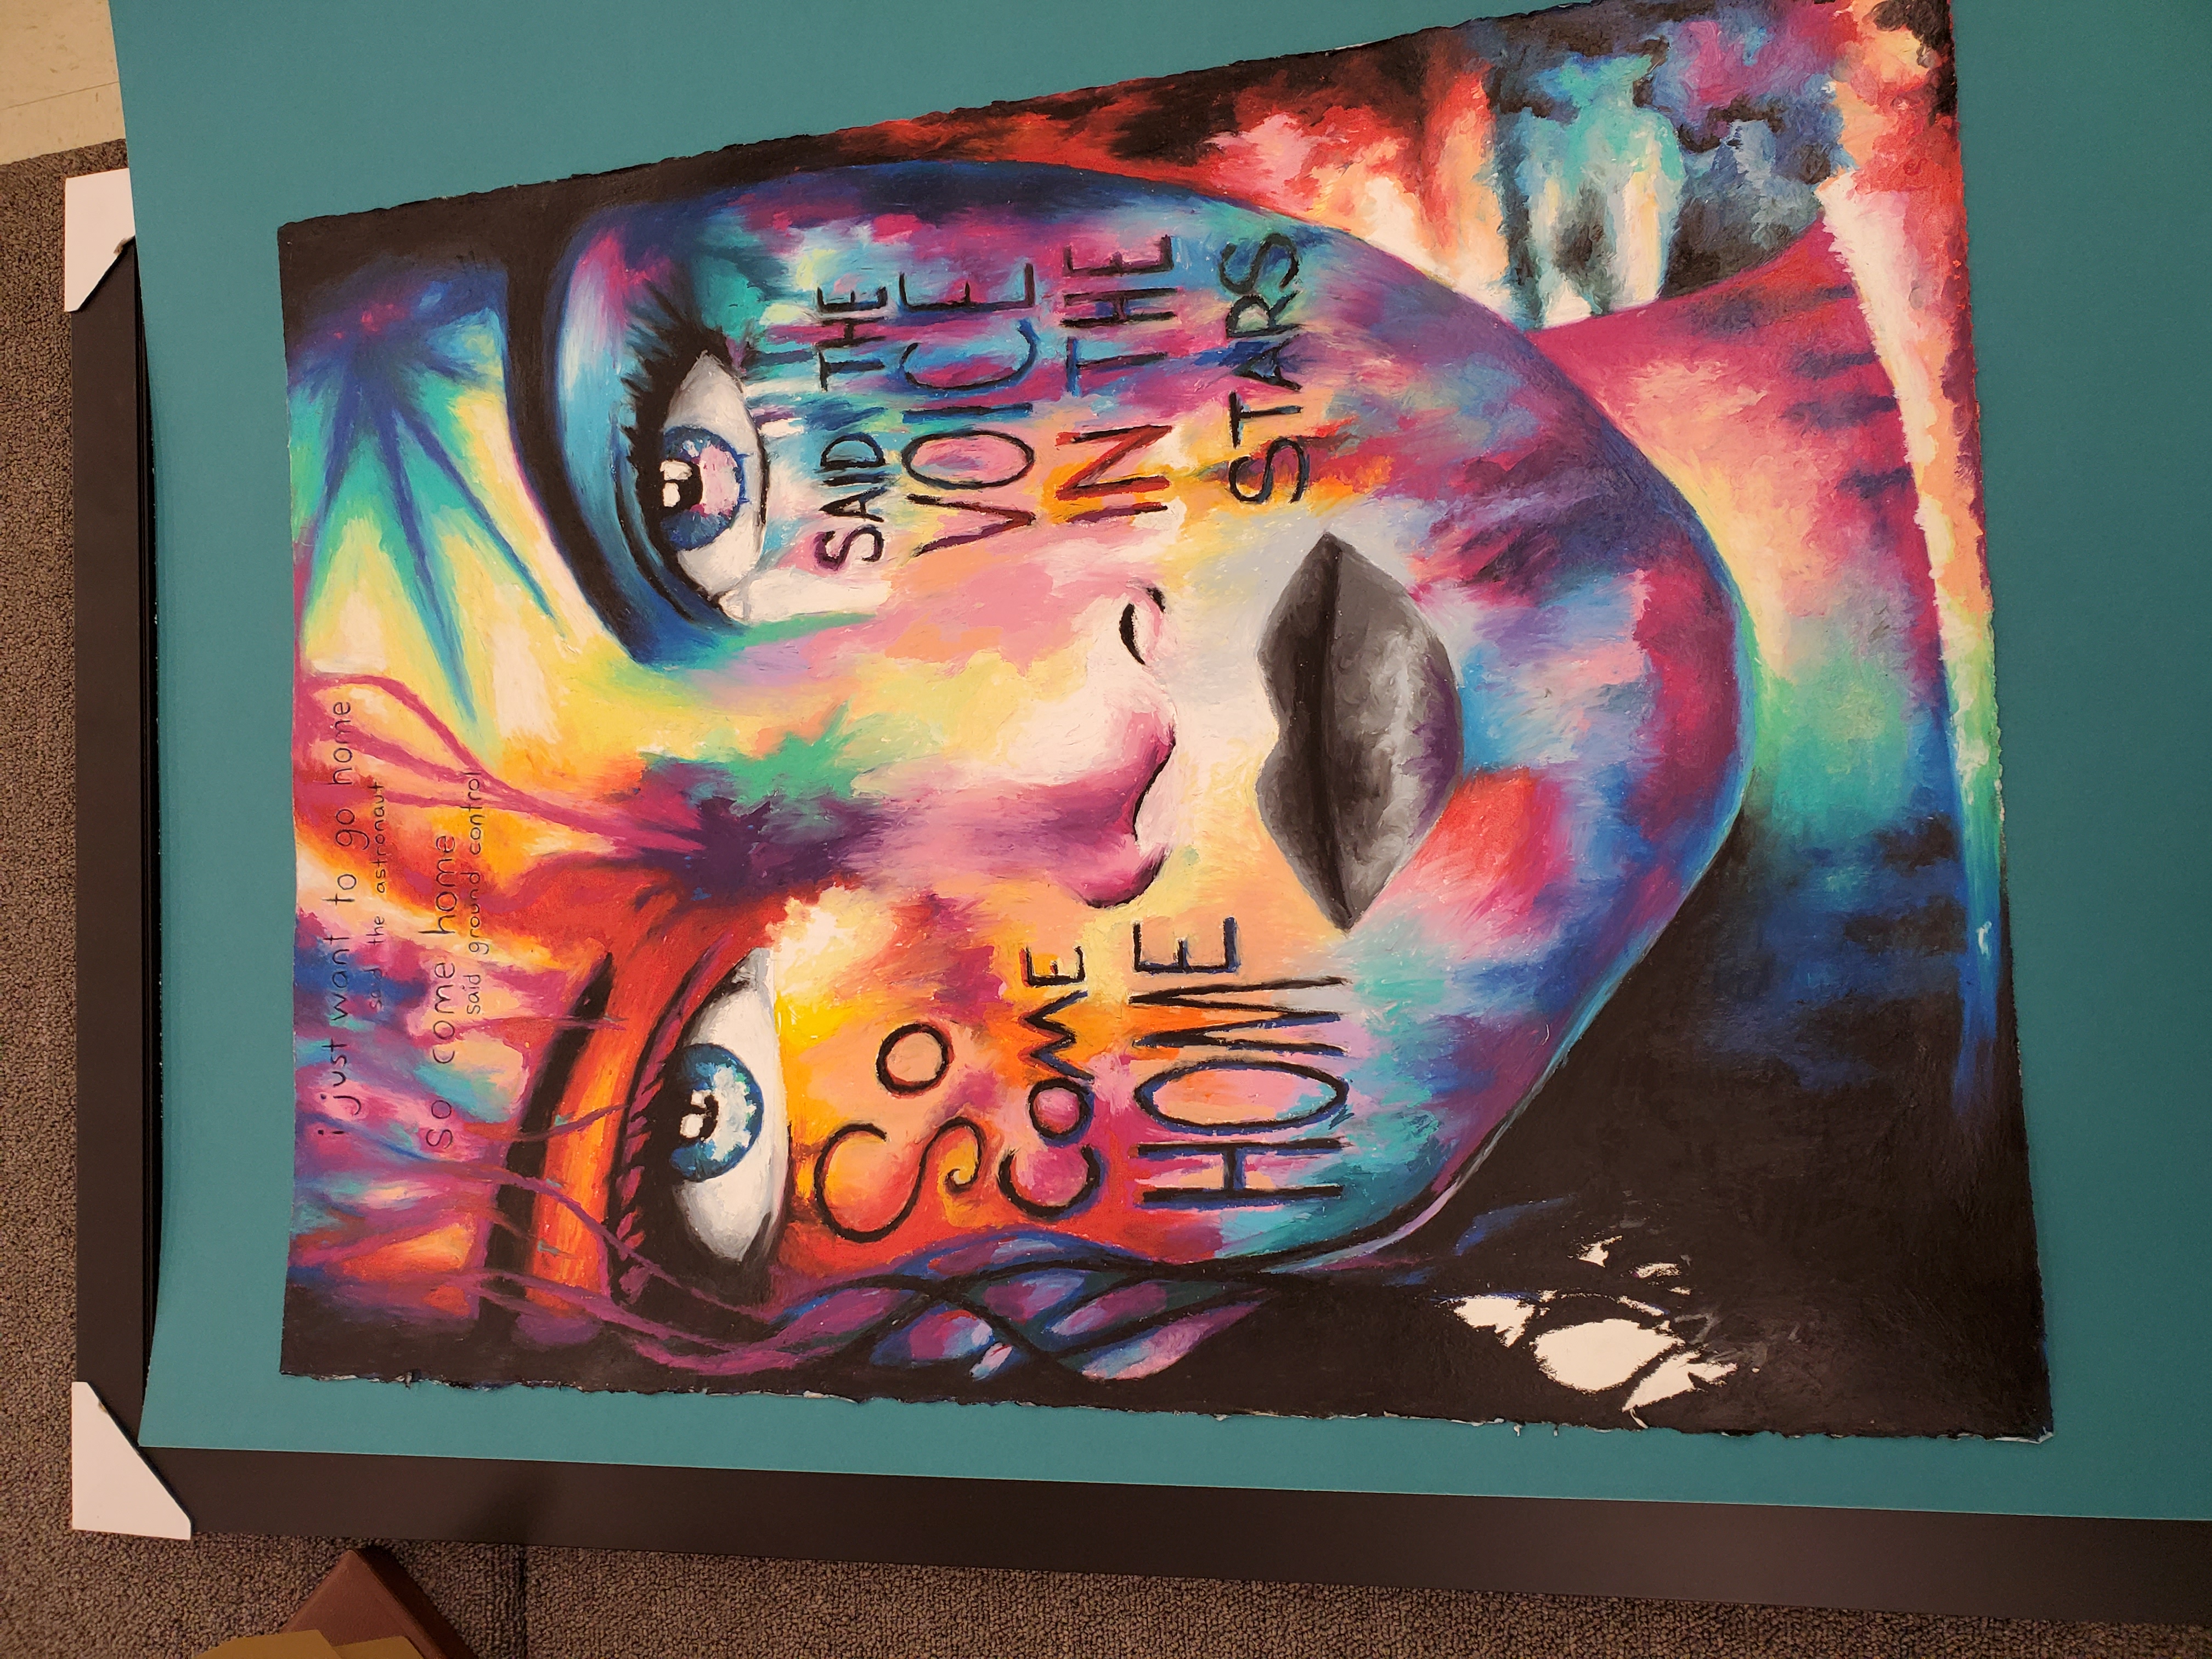 i just want to go home
said the astronaut
so come home
said ground control
So
COME
HOME
SAID THE
VOICE
IN THE
STARS